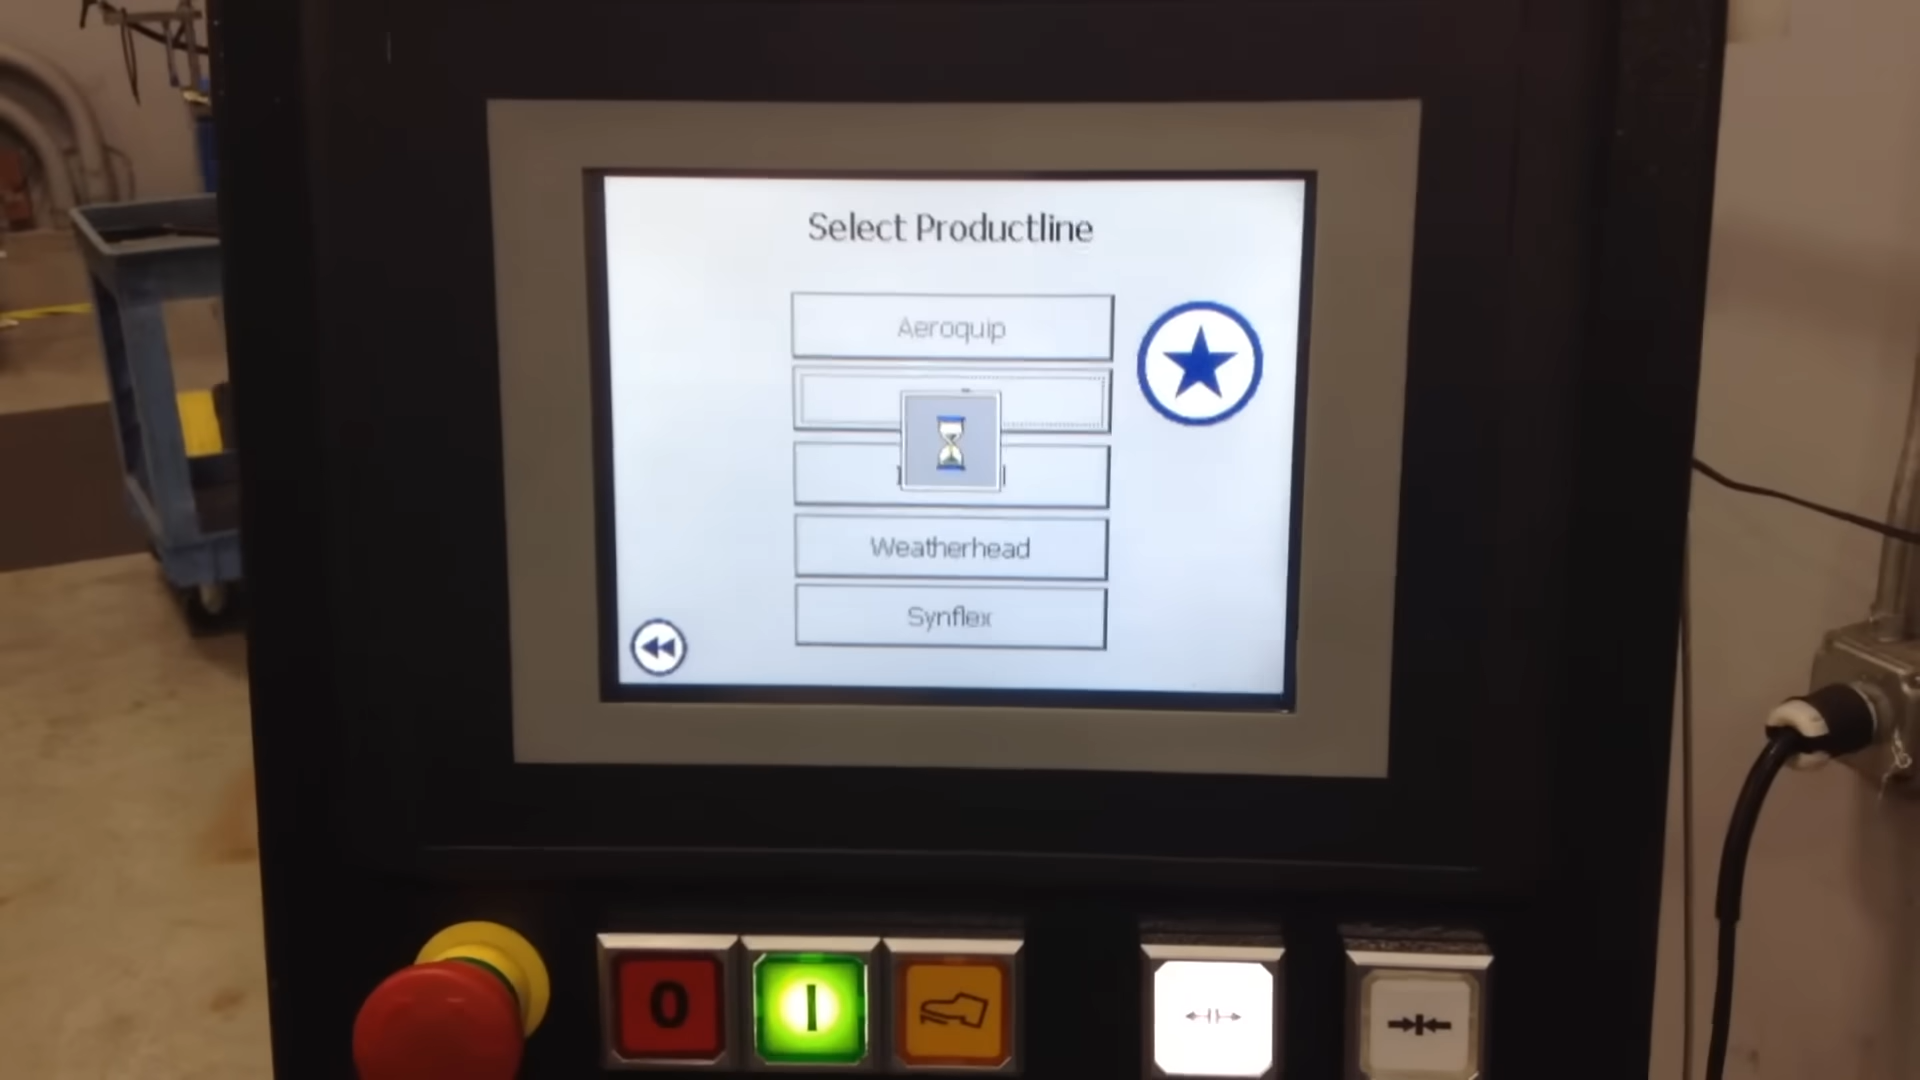 Select Productline
Aeroquip
Weatherhead
Synflex
0
I